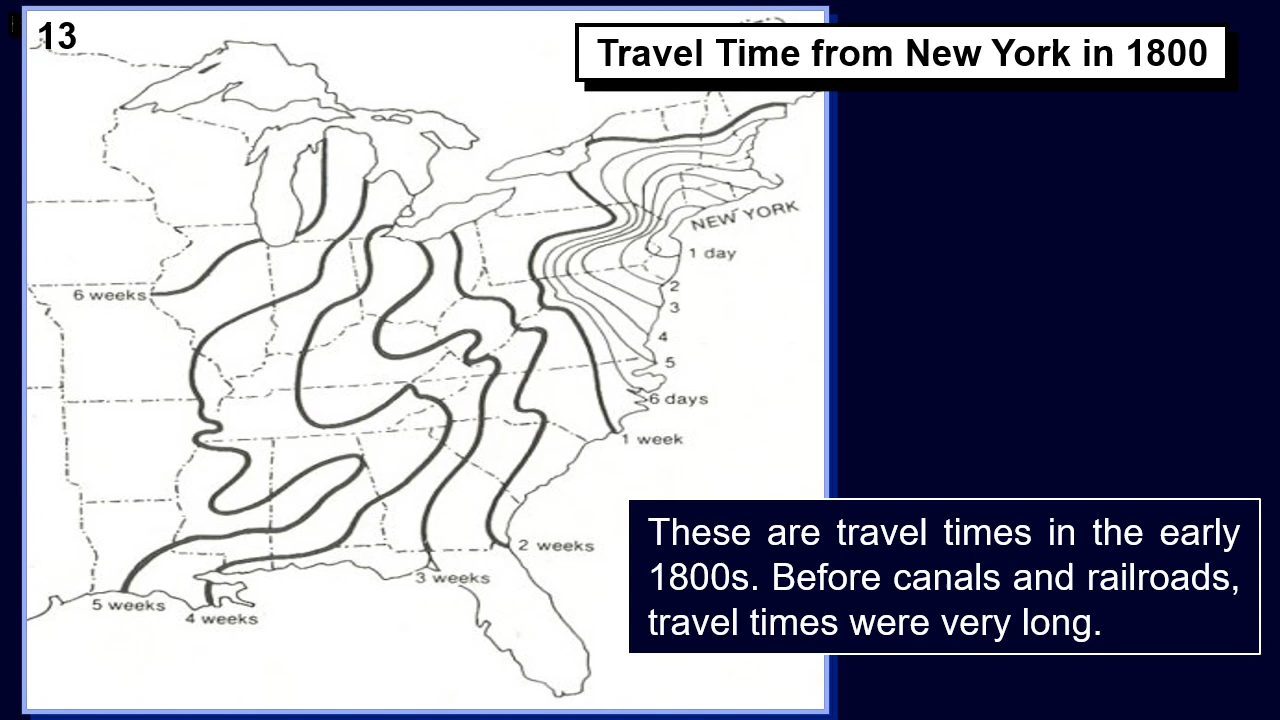 13
Travel Time from New York in 1800
NEW YORK
1 day
2
3
4
5
6 days
1 week
6 weeks
2 weeks
3 weeks
5 weeks
4 weeks
These are travel times in the early
1800s. Before canals and railroads,
travel times were very long.